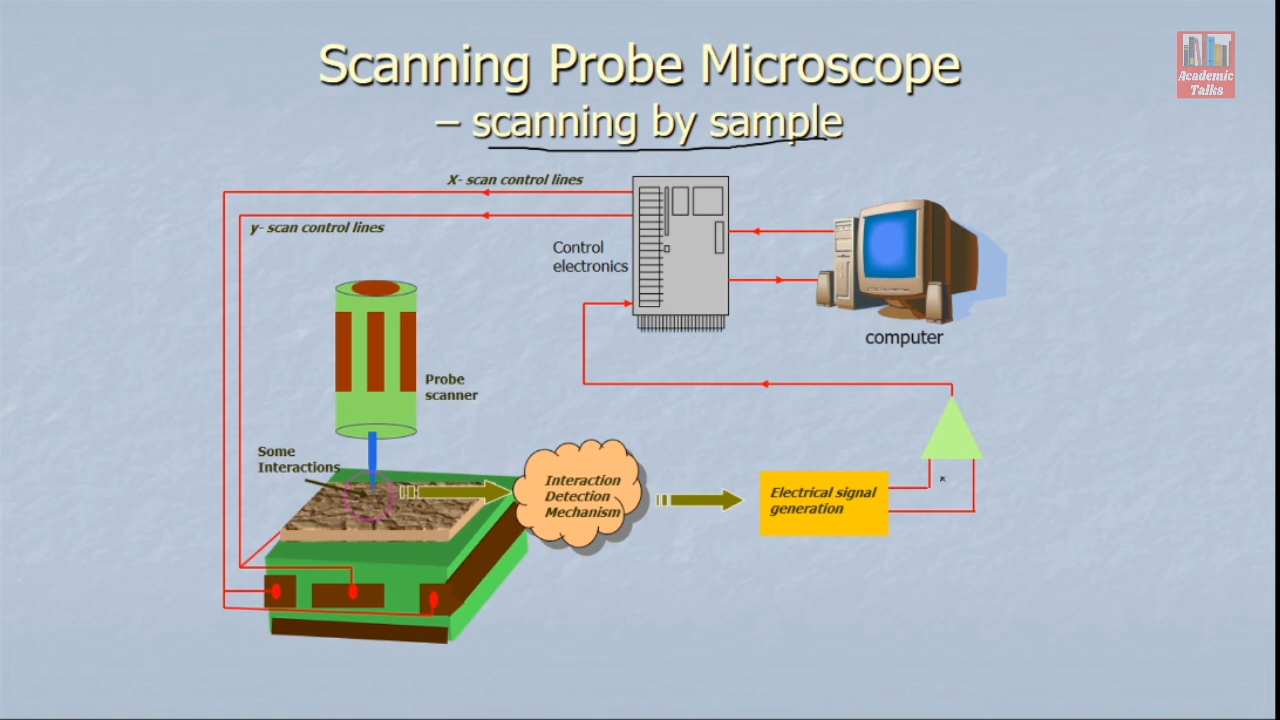 Scanning Probe Microscope
– scanning by sample
Academic
Talks
X- scan control lines
y- scan control lines
Control
electronics
computer
Probe
scanner
Some
Interactions
Interaction
Detection
Mechanism
Electrical signal
generation